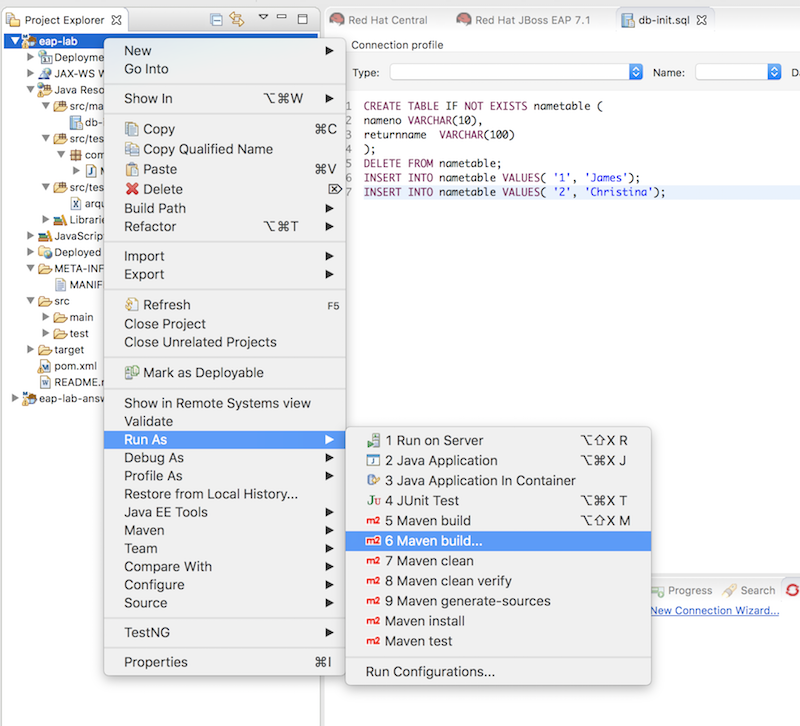 Project Explorer
Red Hat Central
Red Hat JBoss EAP 7.1
db-init.sql
Connection profile
Type:
Name:
eap-lab
Deployme
JAX-WS W
Java Reso
src/ma
db-
src/tes
com
M
src/tes
arqu
Librarie
JavaScrip
Deployed
META-INF
MANIF
src
main
test
target
pom.xml
README.r
eap-lab-answ
New
Go Into
Show In ⌥⌘W
Copy ⌘C
Copy Qualified Name
Paste ⌘V
Delete ⌦
Build Path
Refactor ⌥⌘T
Import
Export
Refresh F5
Close Project
Close Unrelated Projects
Mark as Deployable
Show in Remote Systems view
Validate
Run As
Debug As
Profile As
Restore from Local History...
Java EE Tools
Maven
Team
Compare With
Configure
Source
TestNG
Properties ⌘I
1 CREATE TABLE IF NOT EXISTS nametable (
2 nameno VARCHAR(10),
3 returnname VARCHAR(100)
4 );
5 DELETE FROM nametable;
6 INSERT INTO nametable VALUES( '1', 'James');
7 INSERT INTO nametable VALUES( '2', 'Christina');
1 Run on Server ⌥⇧X R
2 Java Application ⌥⌘X J
3 Java Application In Container
4 JUnit Test ⌥⌘X T
m2 5 Maven build ⌥⇧X M
m2 6 Maven build...
m2 7 Maven clean
m2 8 Maven clean verify
m2 9 Maven generate-sources
m2 Maven install
m2 Maven test
Run Configurations...
Progress
Search
New Connection Wizard...